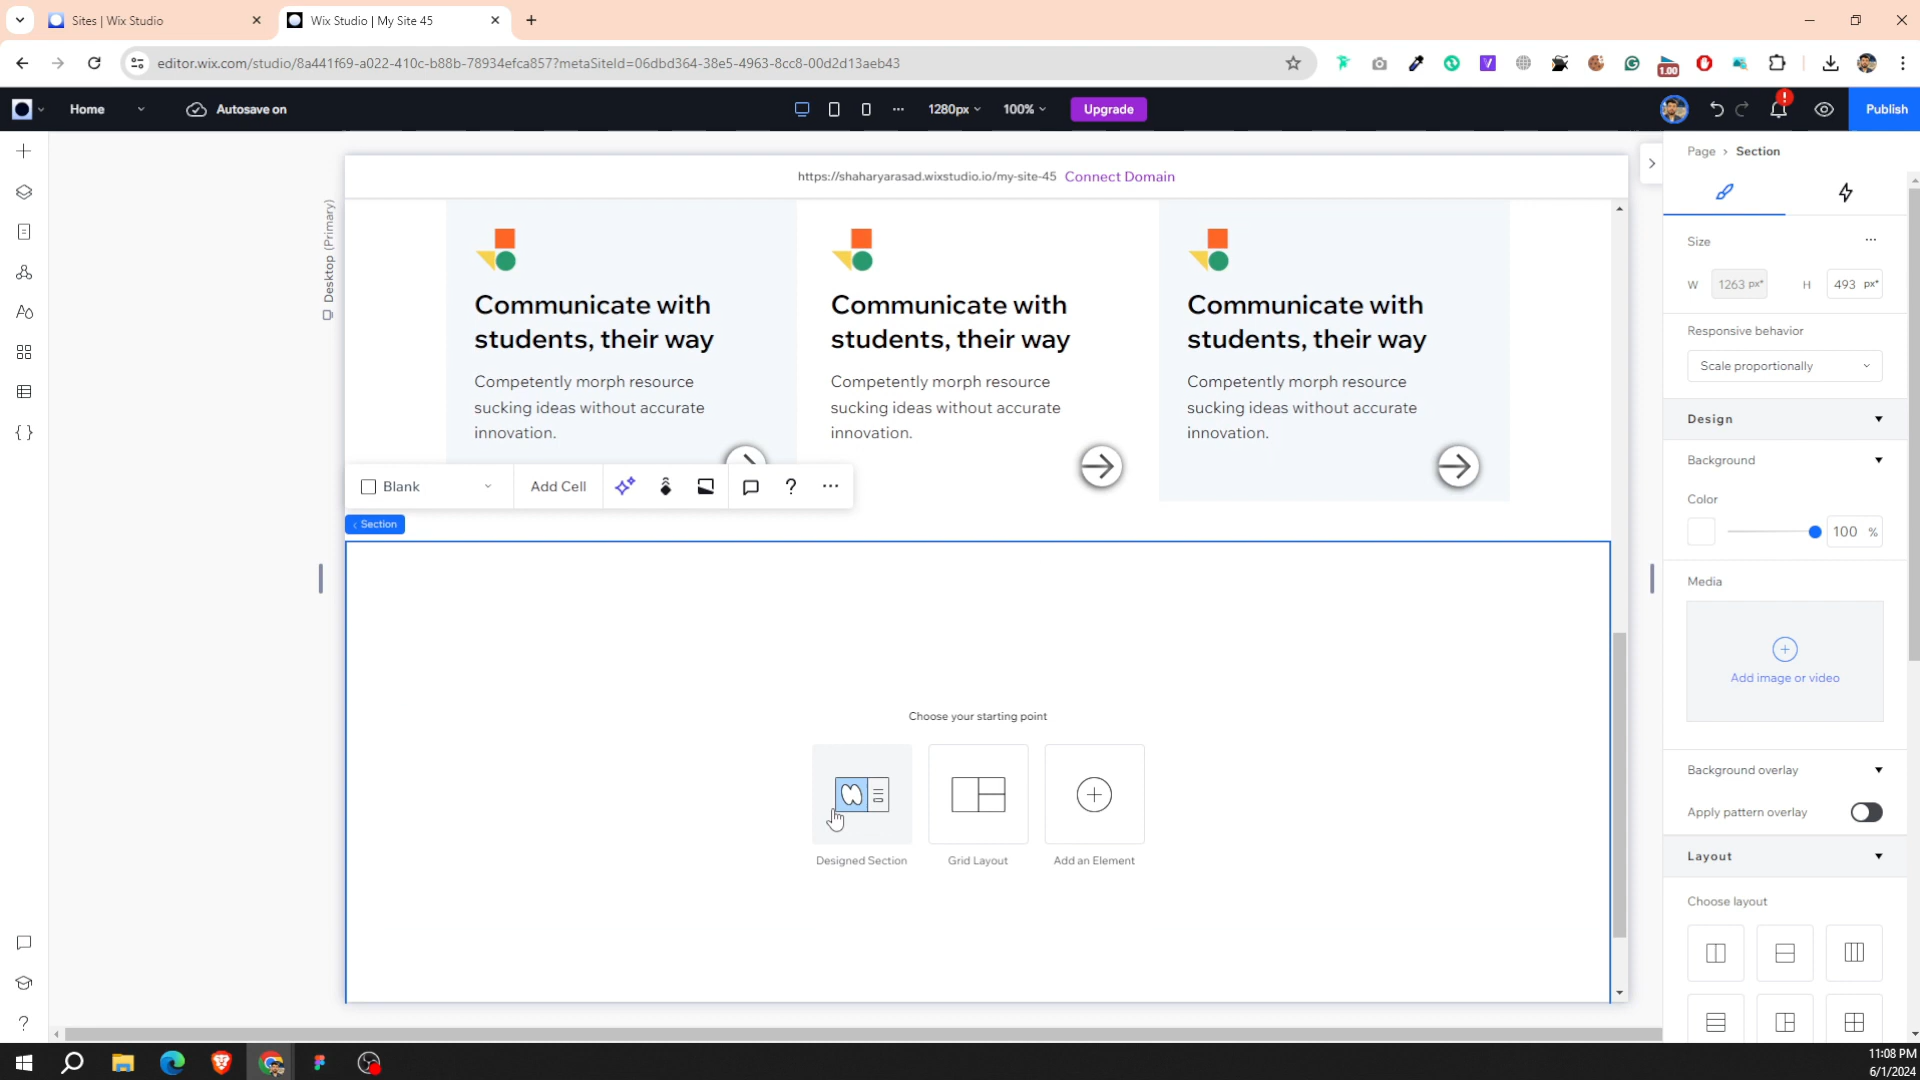 Sites | Wix Studio
Wix Studio | My Site 45
editor.wix.com/studio/8a441f69-a022-410c-b88b-78934efca857?metaSiteId=06dbd364-38e5-4963-8cc8-00d2d13aeb43
1.00
Home
Autosave on
1280px
100%
Upgrade
Publish
https://shaharyarasad.wixstudio.io/my-site-45 Connect Domain
Desktop (Primary)
Communicate with
students, their way
Competently morph resource
sucking ideas without accurate
innovation.
Communicate with
students, their way
Competently morph resource
sucking ideas without accurate
innovation.
Communicate with
students, their way
Competently morph resource
sucking ideas without accurate
innovation.
Blank
Add Cell
Section
Choose your starting point
Designed Section
Grid Layout
Add an Element
Page > Section
Size
W 1263 px*
H 493 px*
Responsive behavior
Scale proportionally
Design
Background
Color
100 %
Media
Add image or video
Background overlay
Apply pattern overlay
Layout
Choose layout
11:08 PM
6/1/2024